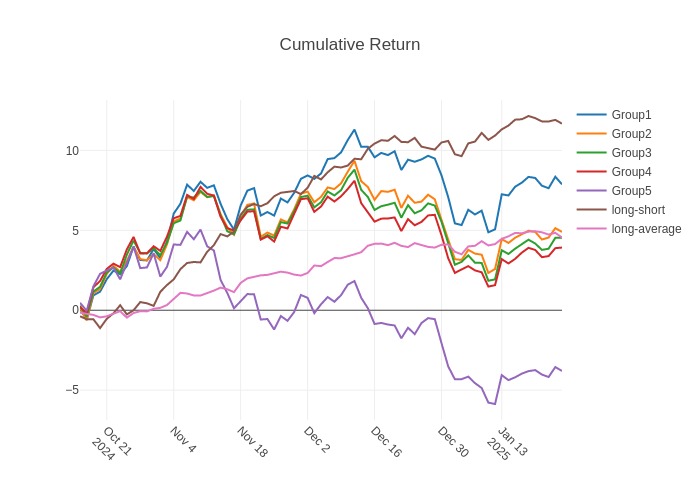 Cumulative Return
10
5
0
−5
Oct 21
2024
Nov 4
Nov 18
Dec 2
Dec 16
Dec 30
Jan 13
2025
Group1
Group2
Group3
Group4
Group5
long-short
long-average